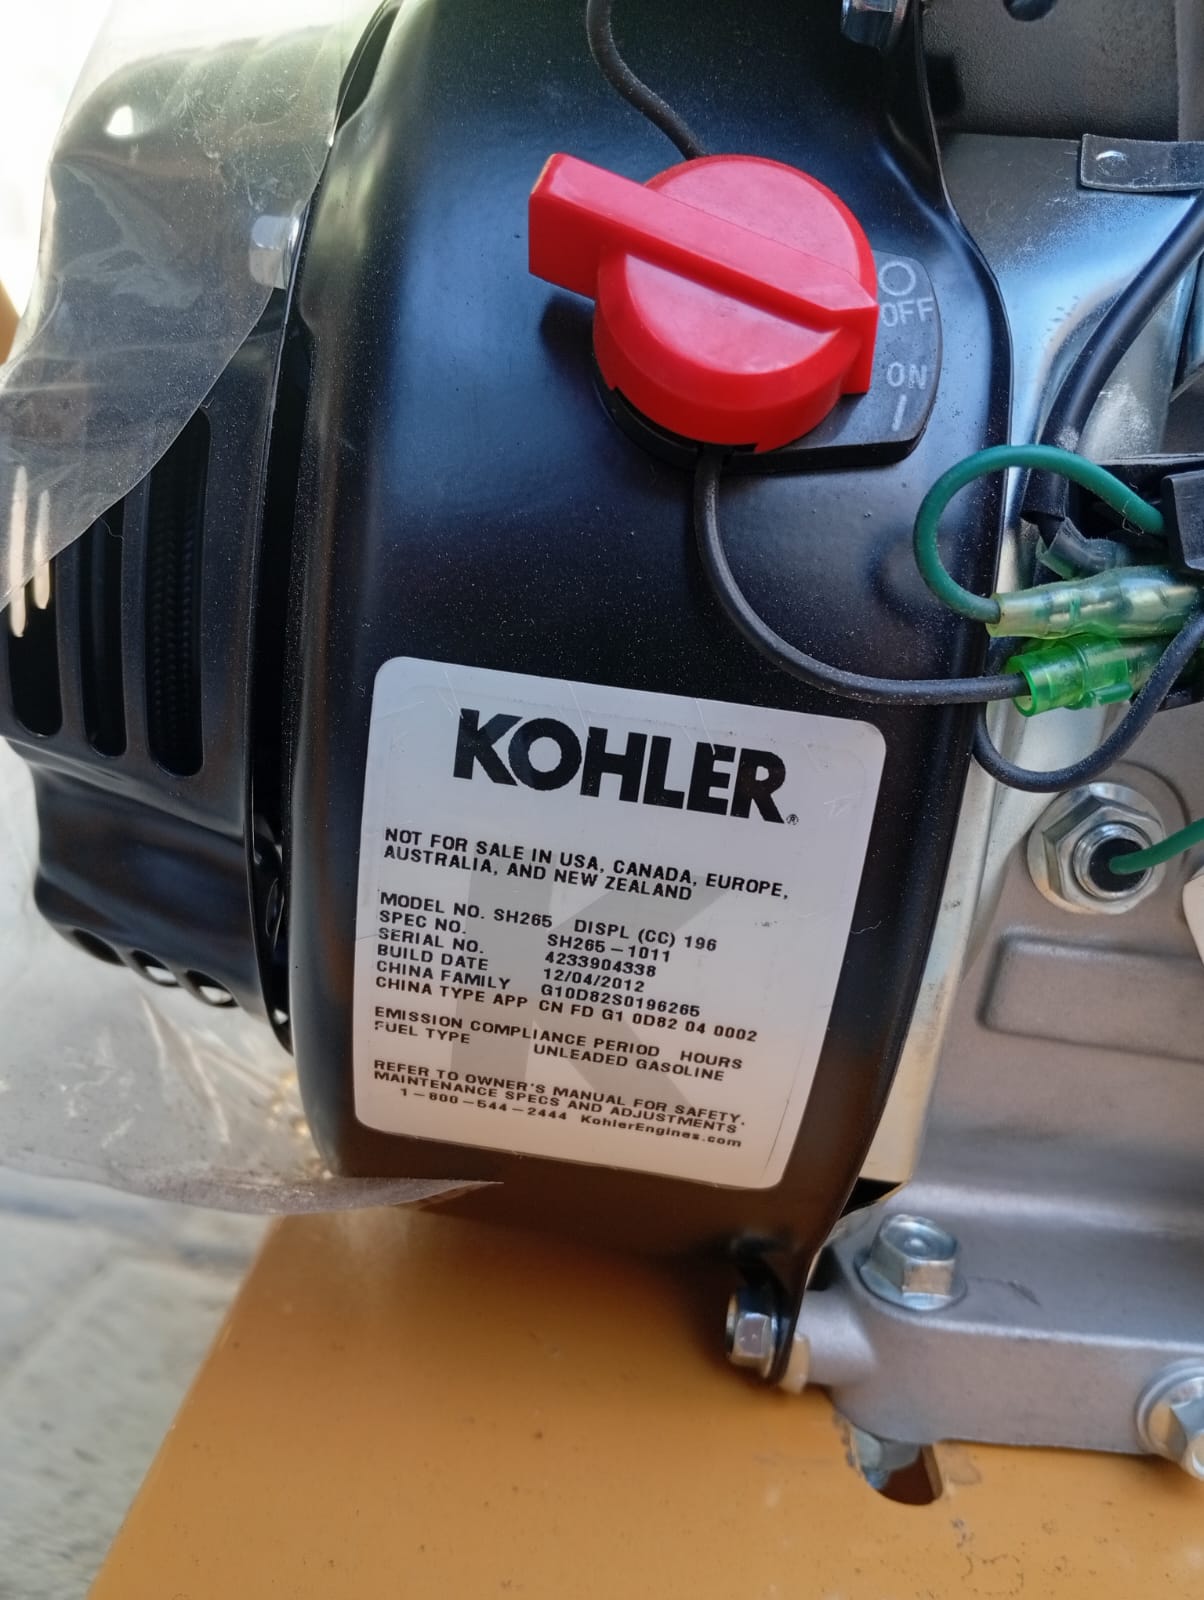 OFF
ON
KOHLER®
NOT FOR SALE IN USA, CANADA, EUROPE,
AUSTRALIA, AND NEW ZEALAND
MODEL NO. SH265 DISPL (CC) 196
SPEC NO. SH265-1011
SERIAL NO. 4233904338
BUILD DATE 12/04/2012
CHINA FAMILY G10D82S0196265
CHINA TYPE APP CN FD G1 0D82 04 0002
EMISSION COMPLIANCE PERIOD HOURS
FUEL TYPE UNLEADED GASOLINE
REFER TO OWNER'S MANUAL FOR SAFETY,
MAINTENANCE SPECS AND ADJUSTMENTS
1-800-544-2444 KohlerEngines.com